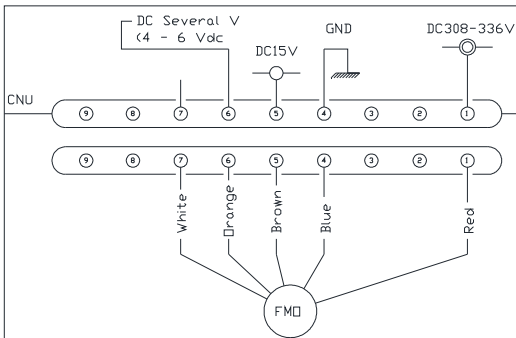 DC Several V
(4 - 6 Vdc
DC15V
GND
DC308-336V
CNU
9 8 7 6 5 4 3 2 1
9 8 7 6 5 4 3 2 1
White
Orange
Brown
Blue
Red
FMO